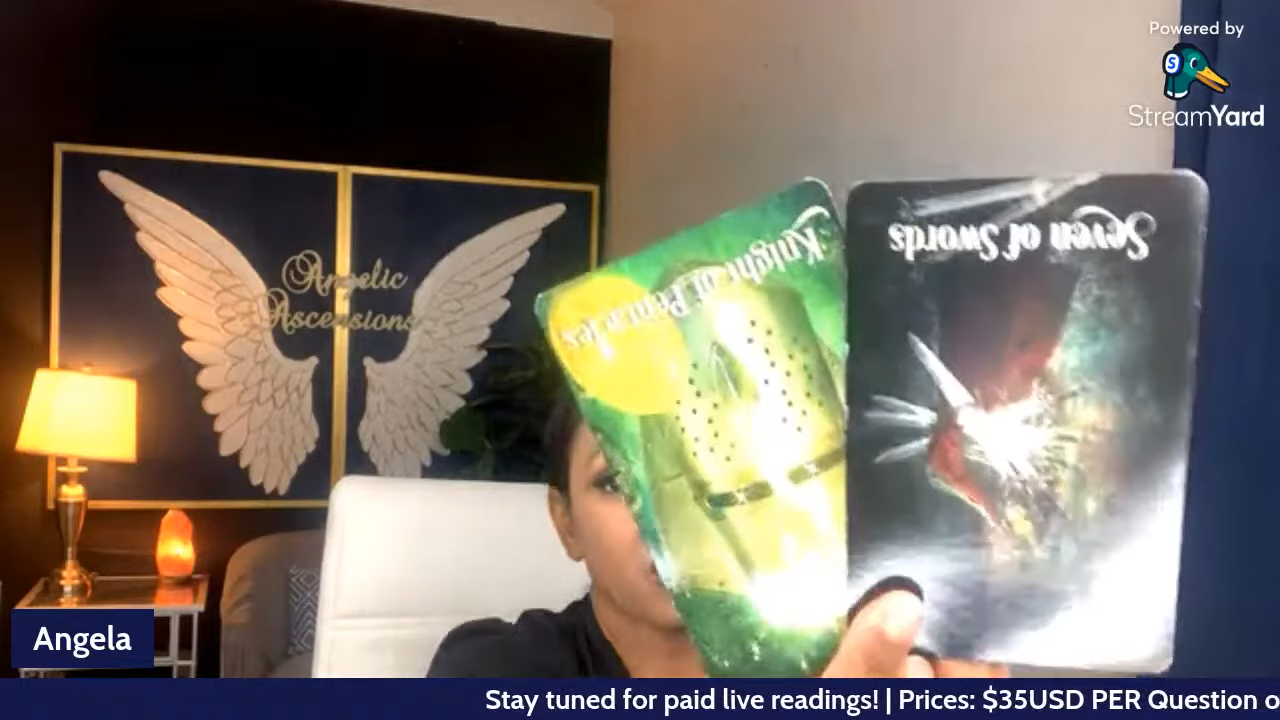 Powered by
StreamYard
Angelic
Ascensions
Knight of Pentacles
Seven of Swords
Angela
Stay tuned for paid live readings! | Prices: $35USD PER Question o